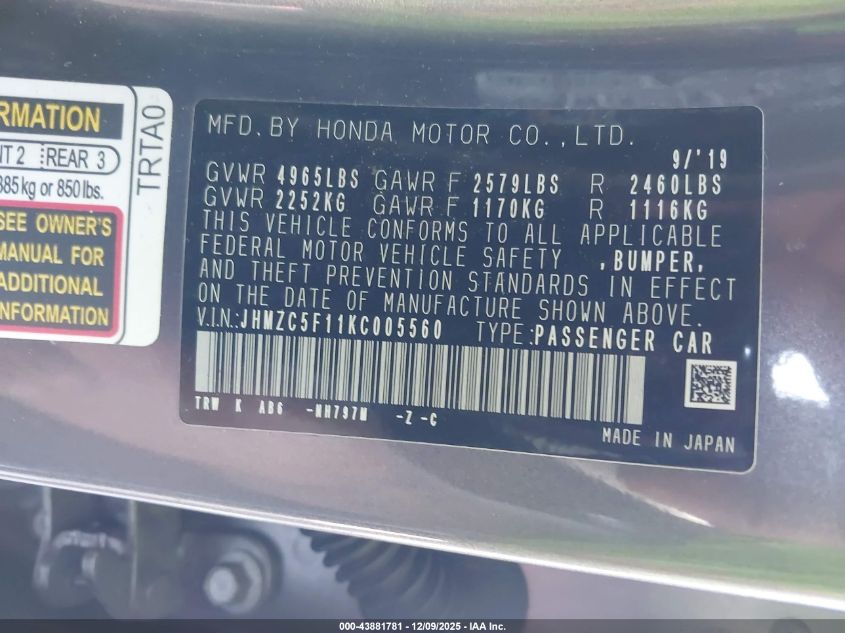 RMATION
NT 2 REAR 3
385 kg or 850 lbs.
SEE OWNER'S
MANUAL FOR
ADDITIONAL
INFORMATION
TRTA0
MFD. BY HONDA MOTOR CO., LTD.
9/'19
GVWR 4965LBS GAWR F 2579LBS R 2460LBS
GVWR 2252KG GAWR F 1170KG R 1116KG
THIS VEHICLE CONFORMS TO ALL APPLICABLE
FEDERAL MOTOR VEHICLE SAFETY ,BUMPER,
AND THEFT PREVENTION STANDARDS IN EFFECT
ON THE DATE OF MANUFACTURE SHOWN ABOVE.
V.I.N.:JHMZC5F11KC005560 TYPE:PASSENGER CAR
TRW K AB6 -NH797M -Z -C
MADE IN JAPAN
000-43881781 - 12/09/2025 - IAA Inc.